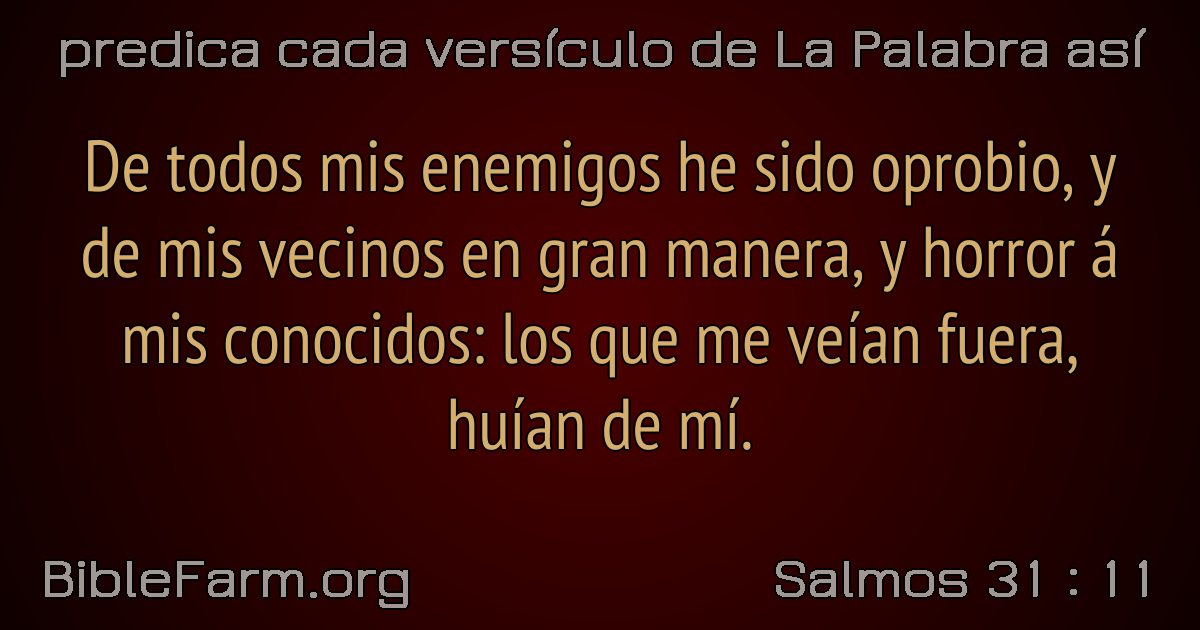 predica cada versículo de La Palabra así
De todos mis enemigos he sido oprobio, y
de mis vecinos en gran manera, y horror á
mis conocidos: los que me veían fuera,
huían de mí.
BibleFarm.org
Salmos 31 : 11